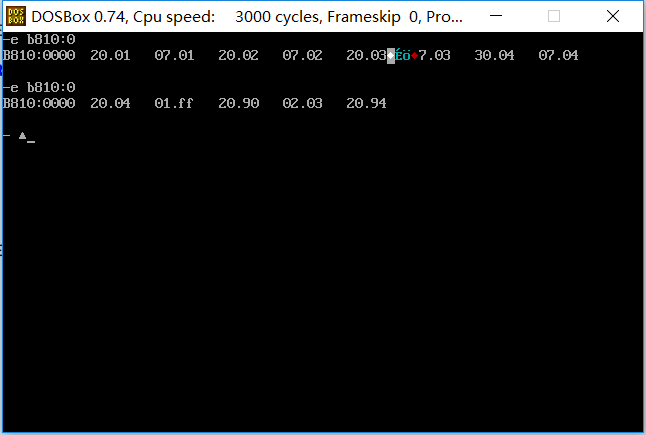 DOSBox 0.74, Cpu speed: 3000 cycles, Frameskip 0, Pro...
-e b810:0
B810:0000 20.01 07.01 20.02 07.02 20.03♦Éö♦7.03 30.04 07.04
-e b810:0
B810:0000 20.04 01.ff 20.90 02.03 20.94
- ▲_